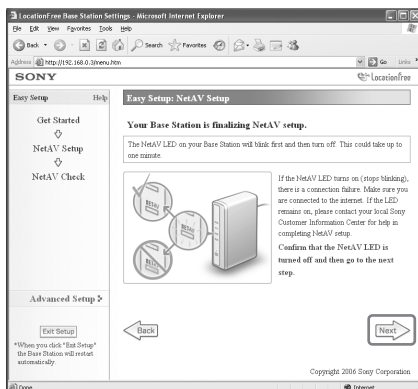 LocationFree Base Station Settings - Microsoft Internet Explorer
File Edit View Favorites Tools Help
Back Search Favorites
Address http://192.168.0.3/menu.htm Go Links
SONY LocationFree
Easy Setup Help
Easy Setup: NetAV Setup
Get Started
NetAV Setup
NetAV Check
Your Base Station is finalizing NetAV setup.
The NetAV LED on your Base Station will blink first and then turn off. This could take up to
one minute.
NETAV
NETAV
NETAV
If the NetAV LED turns on (stops blinking),
there is a connection failure. Make sure you
are connected to the internet. If the LED
remains on, please contact your local Sony
Customer Information Center for help in
completing NetAV setup.
Confirm that the NetAV LED is
turned off and then go to the next
step.
Advanced Setup
Exit Setup
*When you click "Exit Setup"
the Base Station will restart
automatically.
Back
Next
Copyright 2006 Sony Corporation
Done Internet